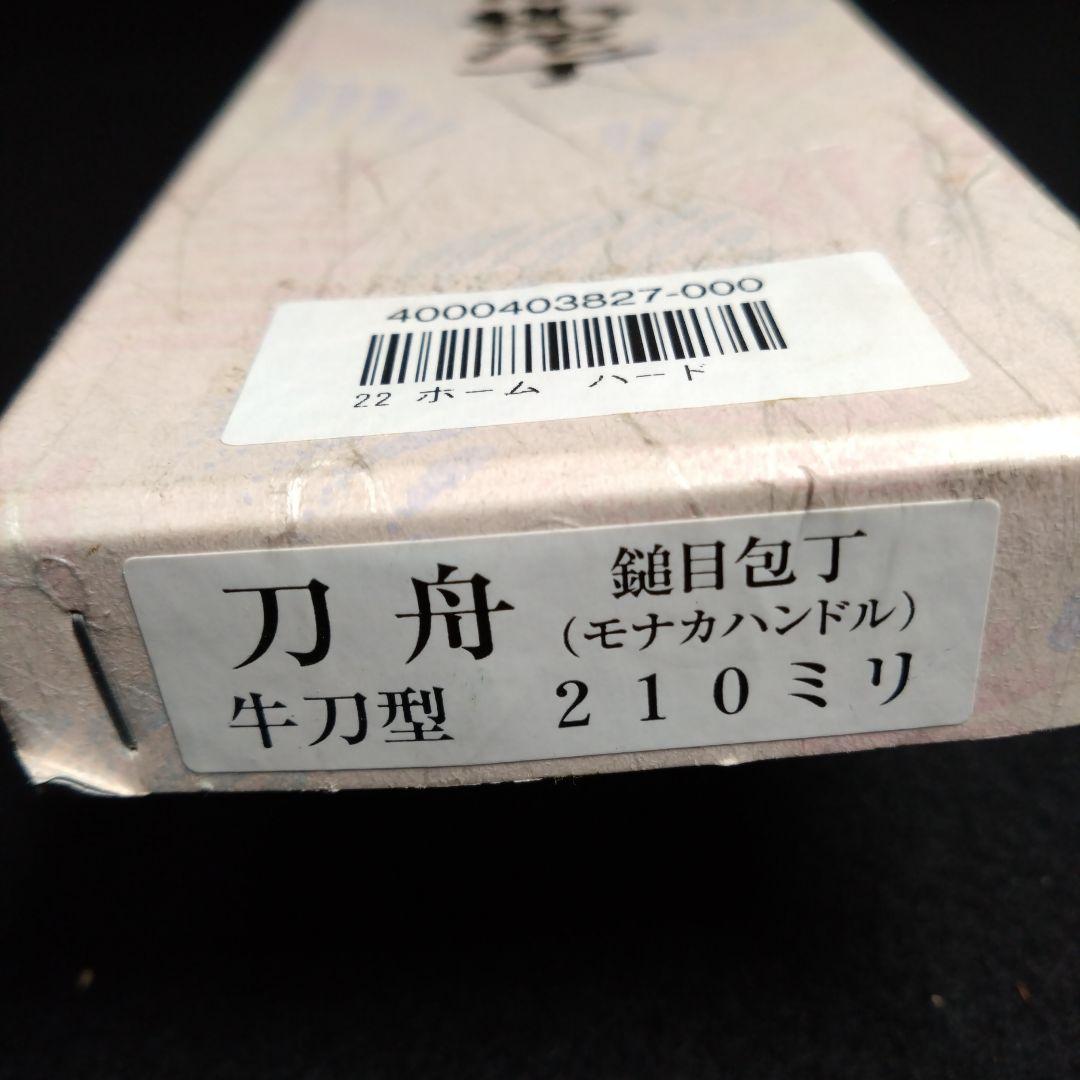 4000403827-000
22 ホーム ハード
刀舟 鎚目包丁
(モナカハンドル)
牛刀型 210ミリ